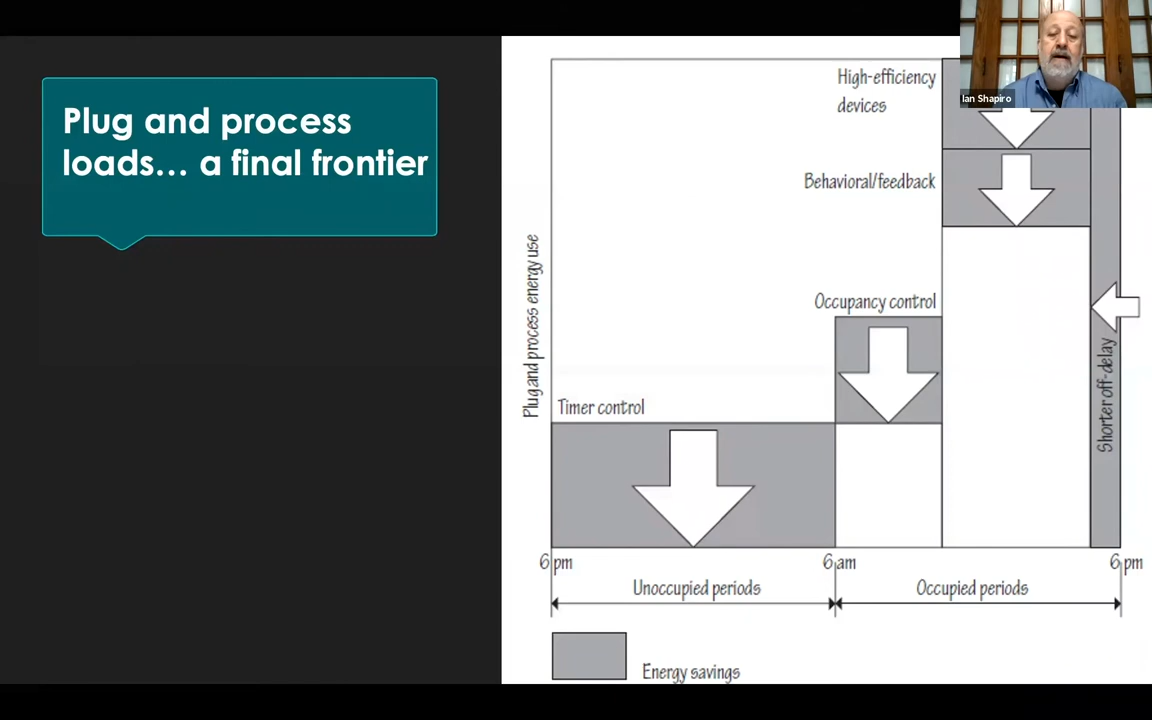 Plug and process
loads... a final frontier
Ian Shapiro
High-efficiency
devices
Behavioral/feedback
Plug and process energy use
Occupancy control
Shorter off-delay
Timer control
6 pm
6 am
6 pm
Unoccupied periods
Occupied periods
Energy savings